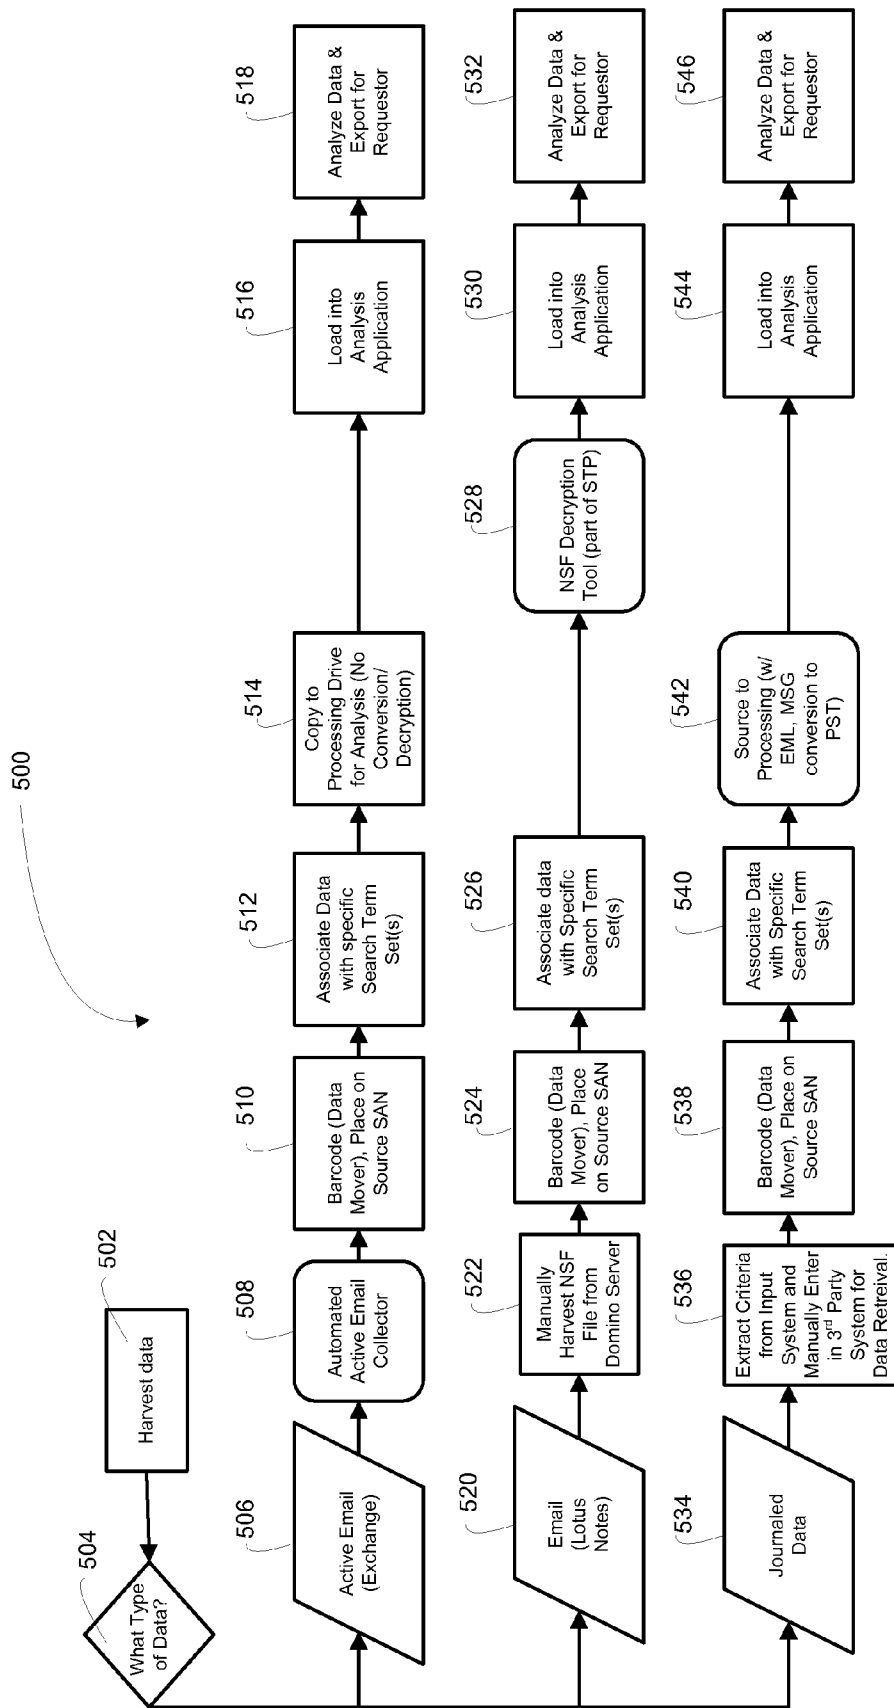 500
502
Harvest data
504
What Type
of Data?
506
Active Email
(Exchange)
508
Automated
Active Email
Collector
510
Barcode (Data
Mover), Place on
Source SAN
512
Associate Data
with specific
Search Term
Set(s)
514
Copy to
Processing Drive
for Analysis (No
Conversion/
Decryption)
516
Load into
Analysis
Application
518
Analyze Data &
Export for
Requestor
520
Email
(Lotus
Notes)
522
Manually
Harvest NSF
File from
Domino Server
524
Barcode (Data
Mover), Place
on Source SAN
526
Associate data
with Specific
Search Term
Set(s)
528
NSF Decryption
Tool (part of STP)
530
Load into
Analysis
Application
532
Analyze Data &
Export for
Requestor
534
Journaled
Data
536
Extract Criteria
from Input
System and
Manually Enter
in 3rd Party
System for
Data Retreival.
538
Barcode (Data
Mover), Place on
Source SAN
540
Associate Data
with Specific
Search Term
Set(s)
542
Source to
Processing (w/
EML, MSG
conversion to
PST)
544
Load into
Analysis
Application
546
Analyze Data &
Export for
Requestor